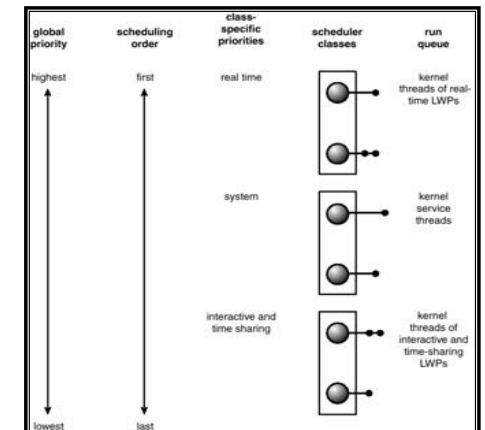 global
priority
scheduling
order
class-
specific
priorities
scheduler
classes
run
queue
highest
first
real time
kernel
threads of real-
time LWPs
system
kernel
service
threads
interactive and
time sharing
kernel
threads of
interactive and
time-sharing
LWPs
lowest
last